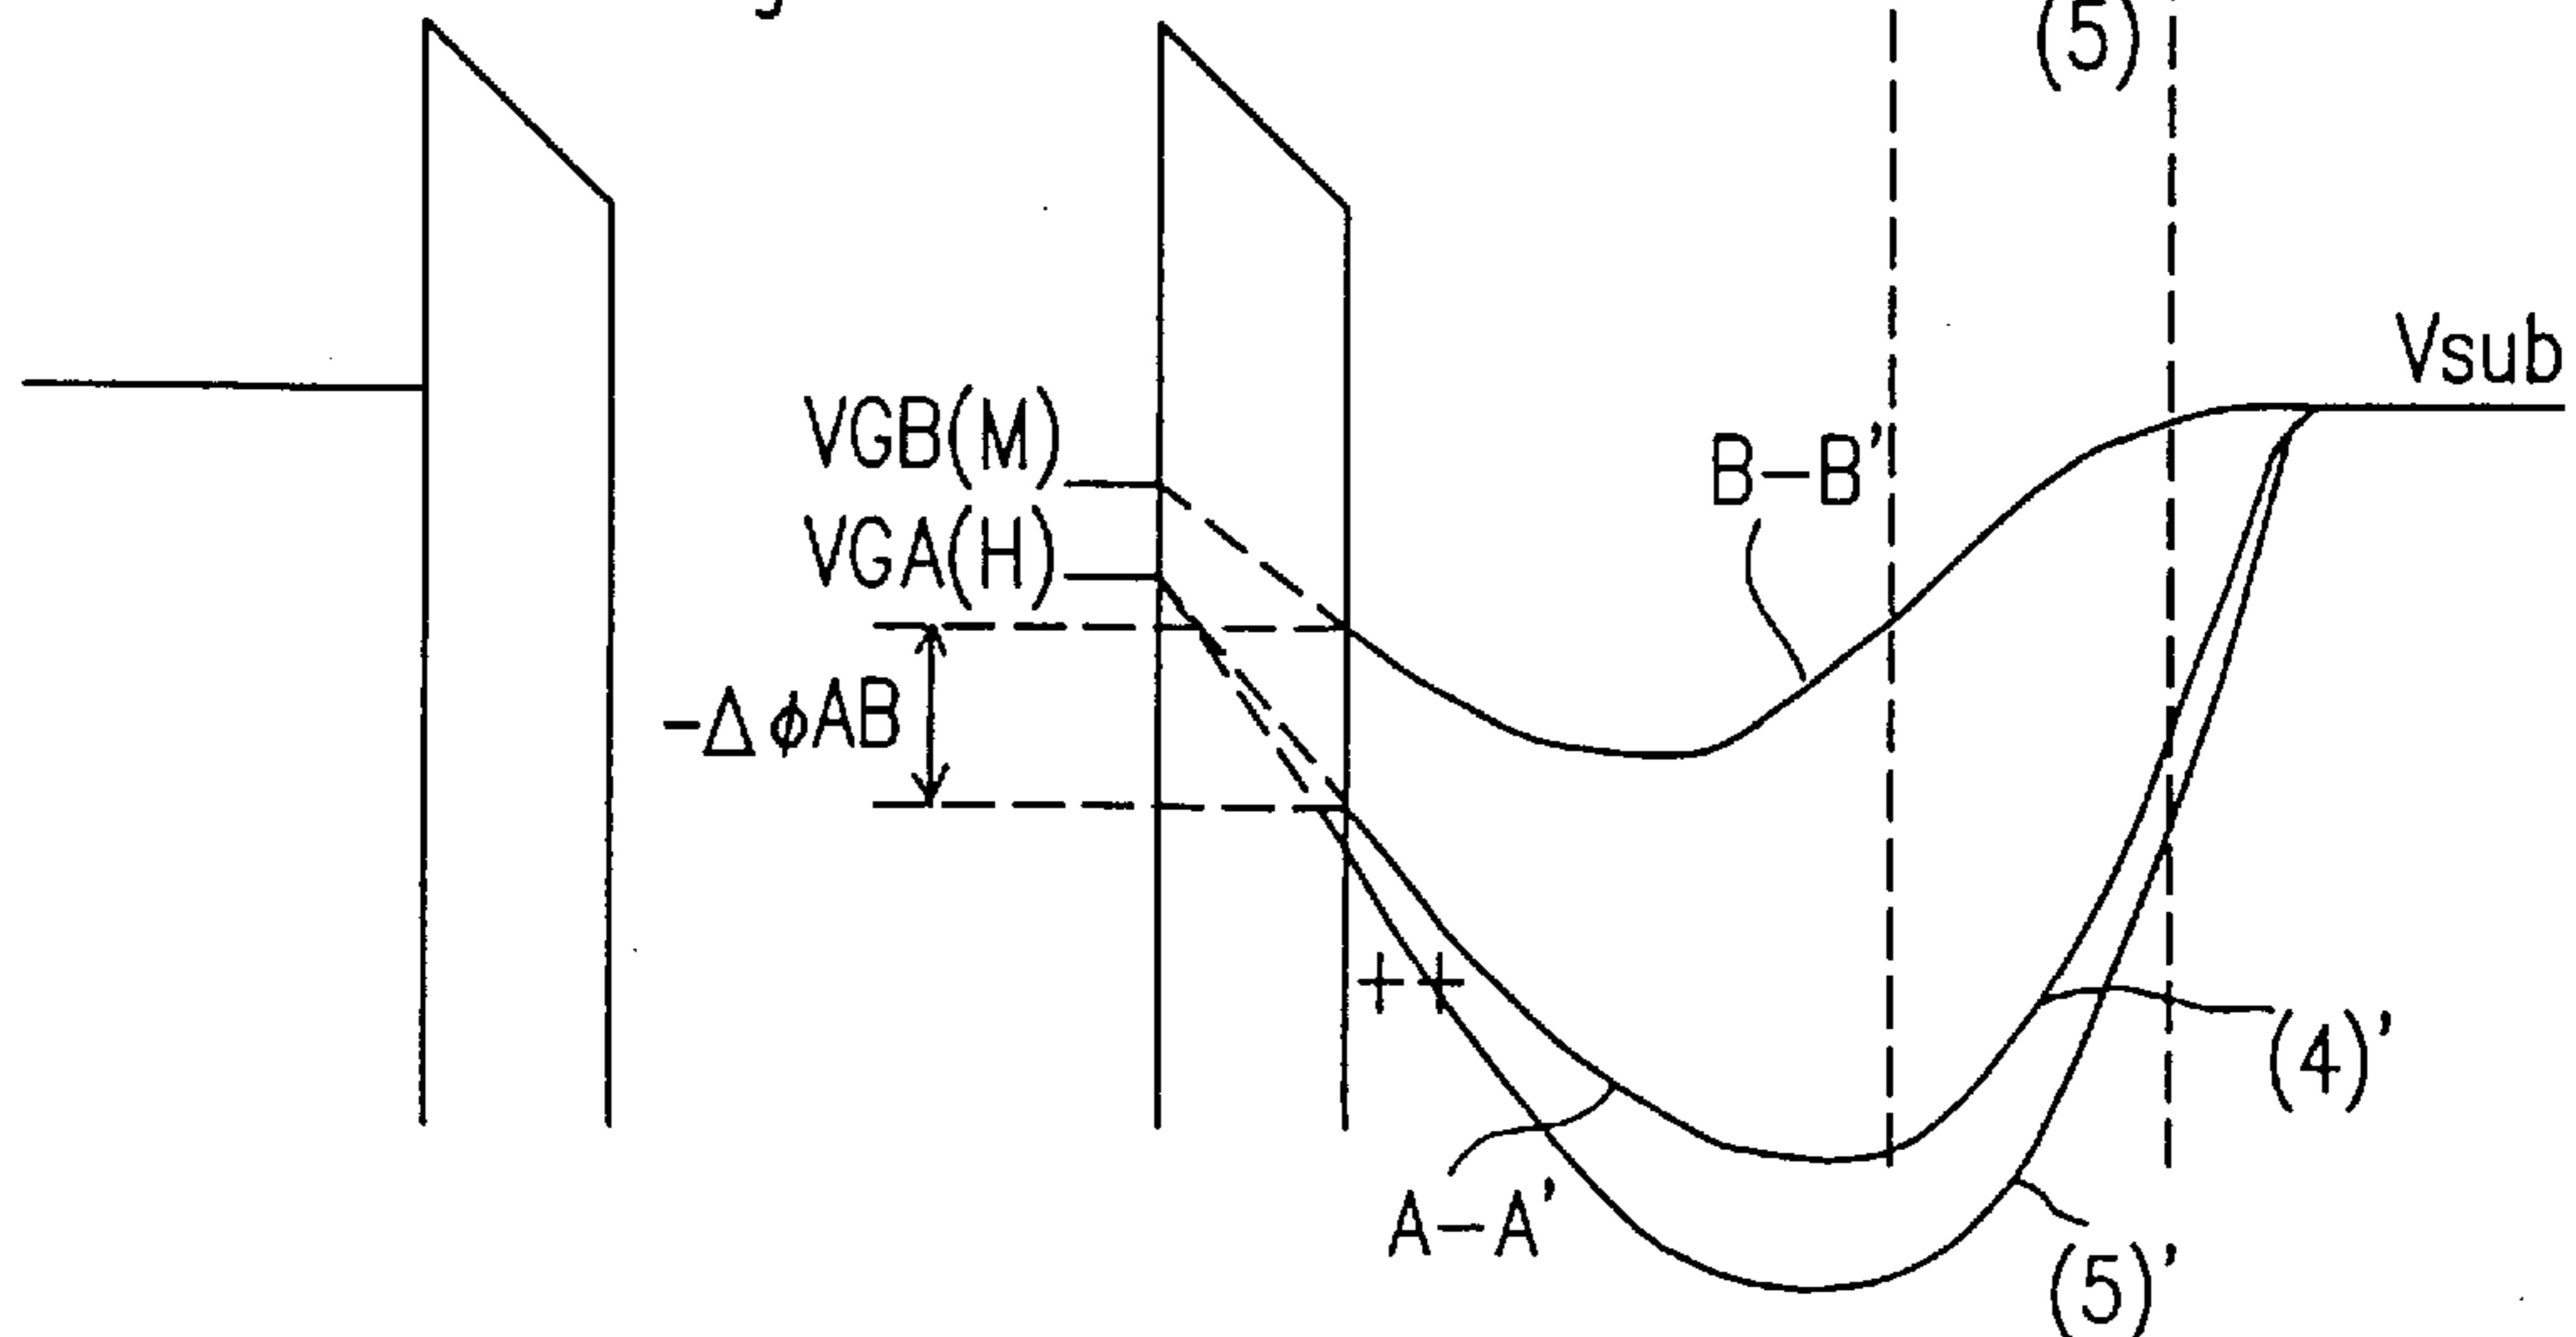 (5)
Vsub
VGB(M)
B-B'
VGA(H)
-ΔϕAB
++
(4)'
A-A'
(5)'